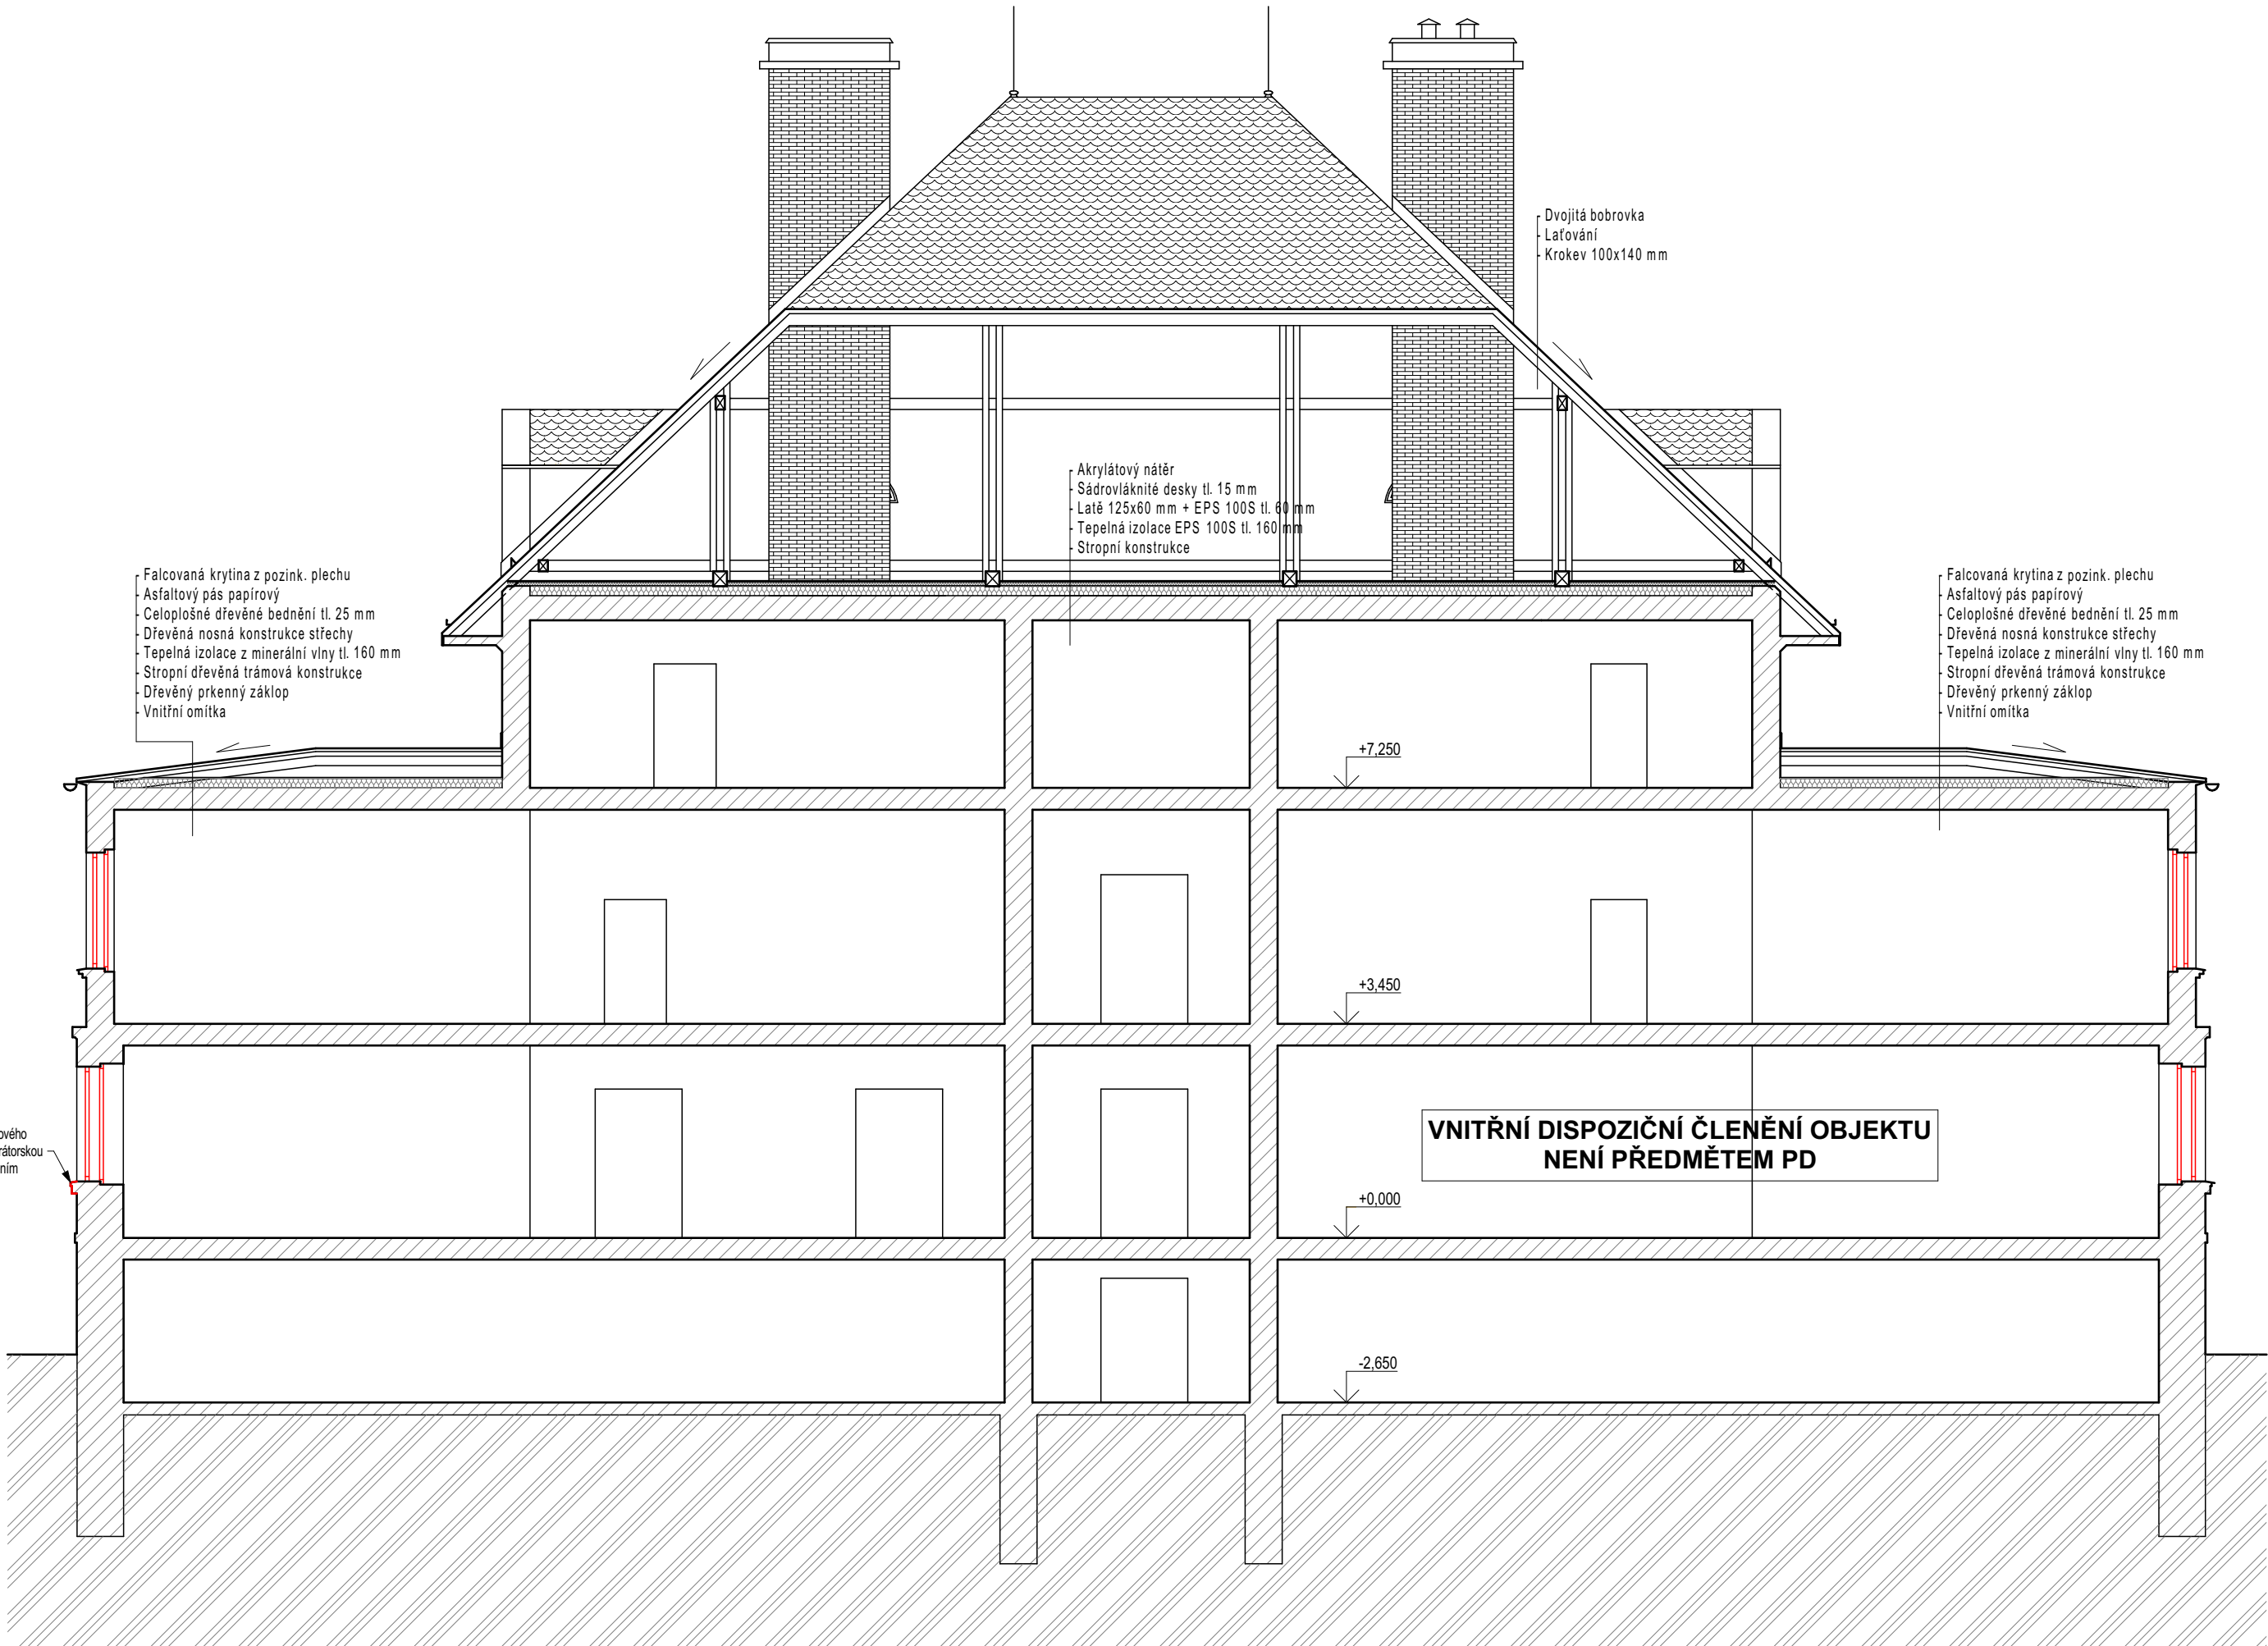 - Dvojitá bobrovka
- Laťování
- Krokev 100x140 mm
- Akrylátový nátěr
- Sádrovláknité desky tl. 15 mm
- Latě 125x60 mm + EPS 100S tl. 60 mm
- Tepelná izolace EPS 100S tl. 160 mm
- Stropní konstrukce
- Falcovaná krytina z pozink. plechu
- Asfaltový pás papírový
- Celoplošné dřevěné bednění tl. 25 mm
- Dřevěná nosná konstrukce střechy
- Tepelná izolace z minerální vlny tl. 160 mm
- Stropní dřevěná trámová konstrukce
- Dřevěný prkenný záklop
- Vnitřní omítka
- Falcovaná krytina z pozink. plechu
- Asfaltový pás papírový
- Celoplošné dřevěné bednění tl. 25 mm
- Dřevěná nosná konstrukce střechy
- Tepelná izolace z minerální vlny tl. 160 mm
- Stropní dřevěná trámová konstrukce
- Dřevěný prkenný záklop
- Vnitřní omítka
+7,250
+3,450
ového
rátorskou
ním
VNITŘNÍ DISPOZIČNÍ ČLENĚNÍ OBJEKTU
NENÍ PŘEDMĚTEM PD
+0,000
-2,650